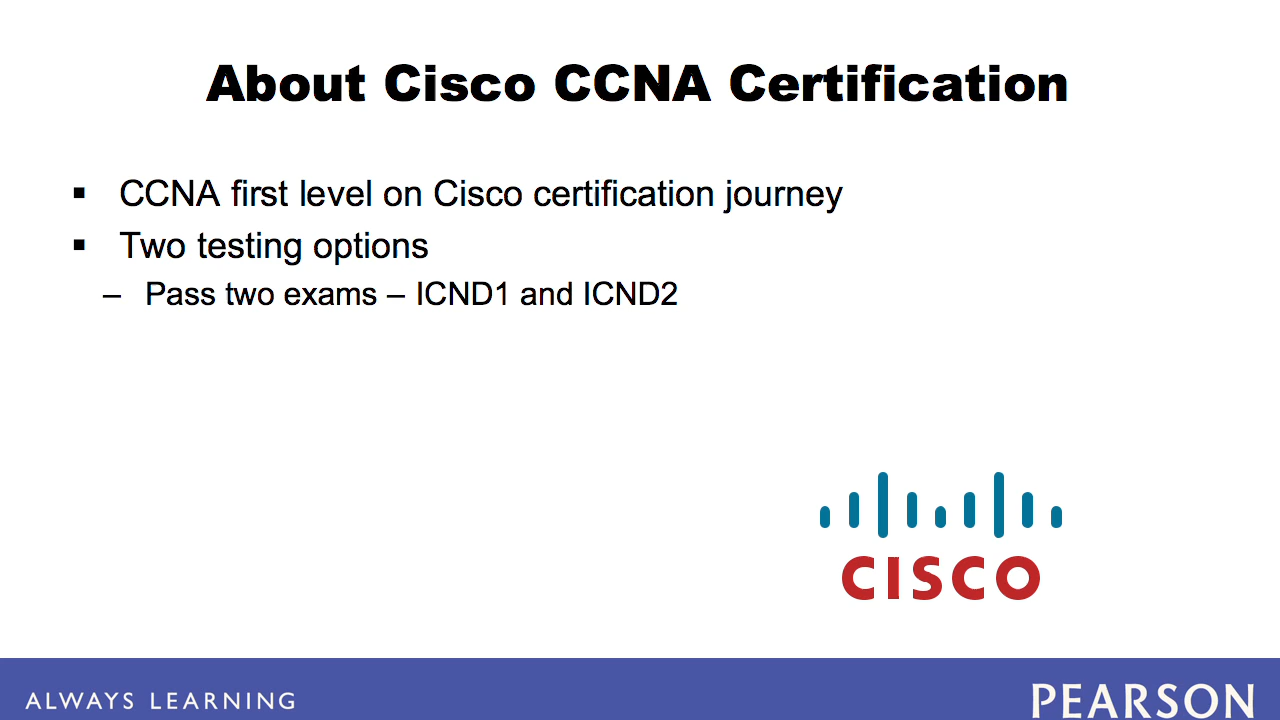 About Cisco CCNA Certification
▪ CCNA first level on Cisco certification journey
▪ Two testing options
– Pass two exams – ICND1 and ICND2
CISCO
ALWAYS LEARNING
PEARSON